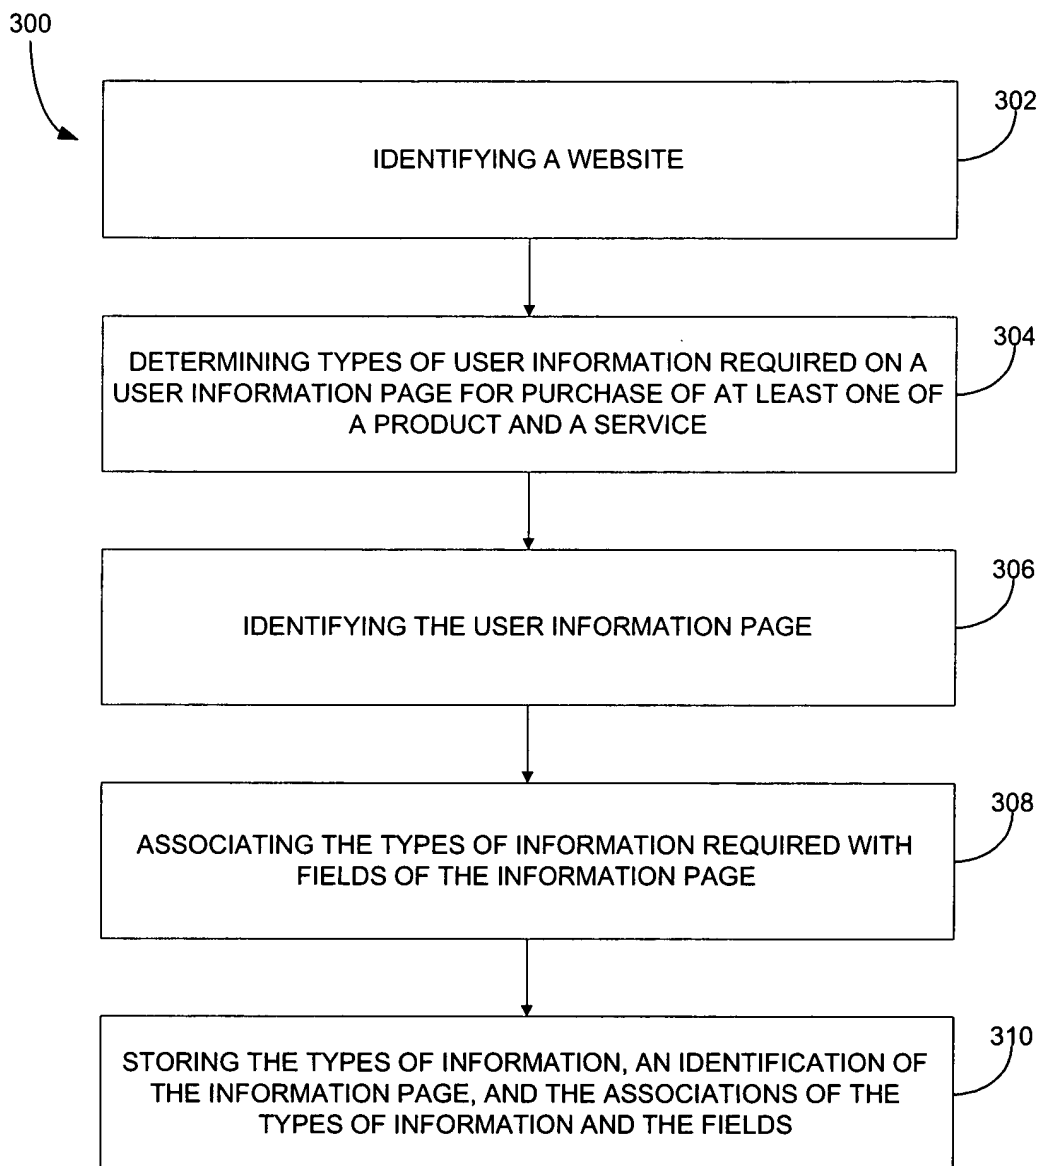 300
302
IDENTIFYING A WEBSITE
304
DETERMINING TYPES OF USER INFORMATION REQUIRED ON A
USER INFORMATION PAGE FOR PURCHASE OF AT LEAST ONE OF
A PRODUCT AND A SERVICE
306
IDENTIFYING THE USER INFORMATION PAGE
308
ASSOCIATING THE TYPES OF INFORMATION REQUIRED WITH
FIELDS OF THE INFORMATION PAGE
310
STORING THE TYPES OF INFORMATION, AN IDENTIFICATION OF
THE INFORMATION PAGE, AND THE ASSOCIATIONS OF THE
TYPES OF INFORMATION AND THE FIELDS